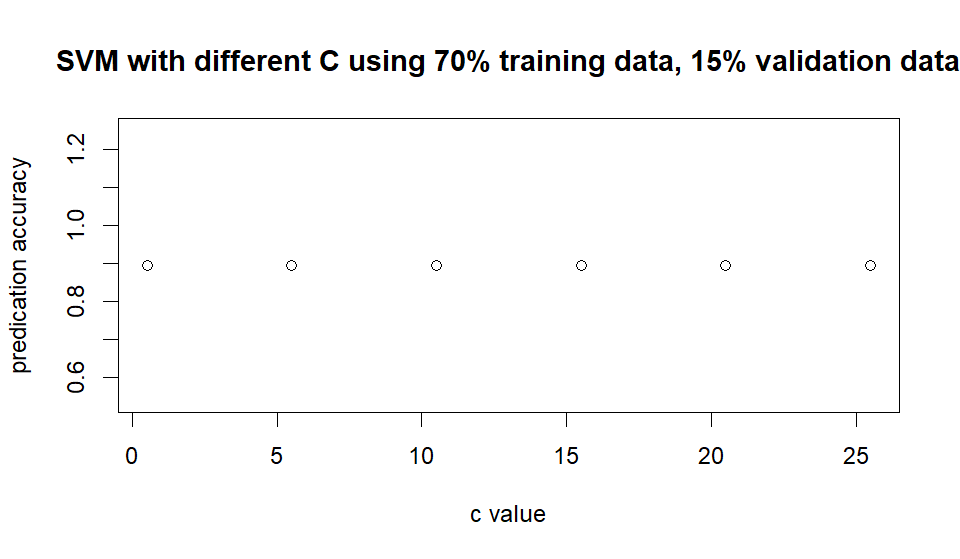 SVM with different C using 70% training data, 15% validation data
predication accuracy
1.2
1.0
0.8
0.6
0 5 10 15 20 25
c value